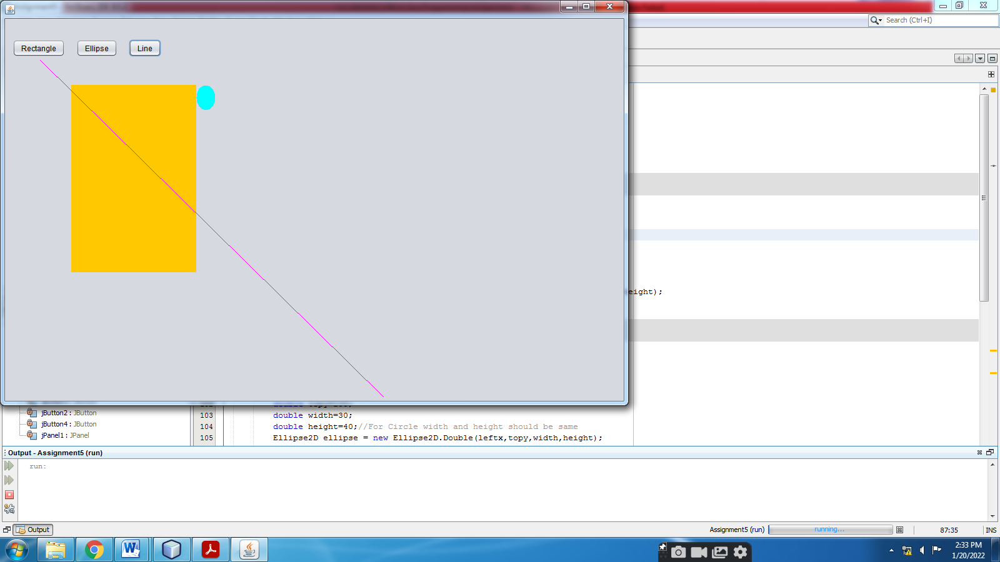 Search (Ctrl+I)
Rectangle Ellipse Line
eight);
jButton2 : JButton
jButton4 : JButton
jPanel1 : JPanel
103 double width=30;
104 double height=40;//For Circle width and height should be same
105 Ellipse2D ellipse = new Ellipse2D.Double(leftx,topy,width,height);
Output - Assignment5 (run)
run:
Output
Assignment5 (run) running... 87:35 INS
2:33 PM
1/20/2022